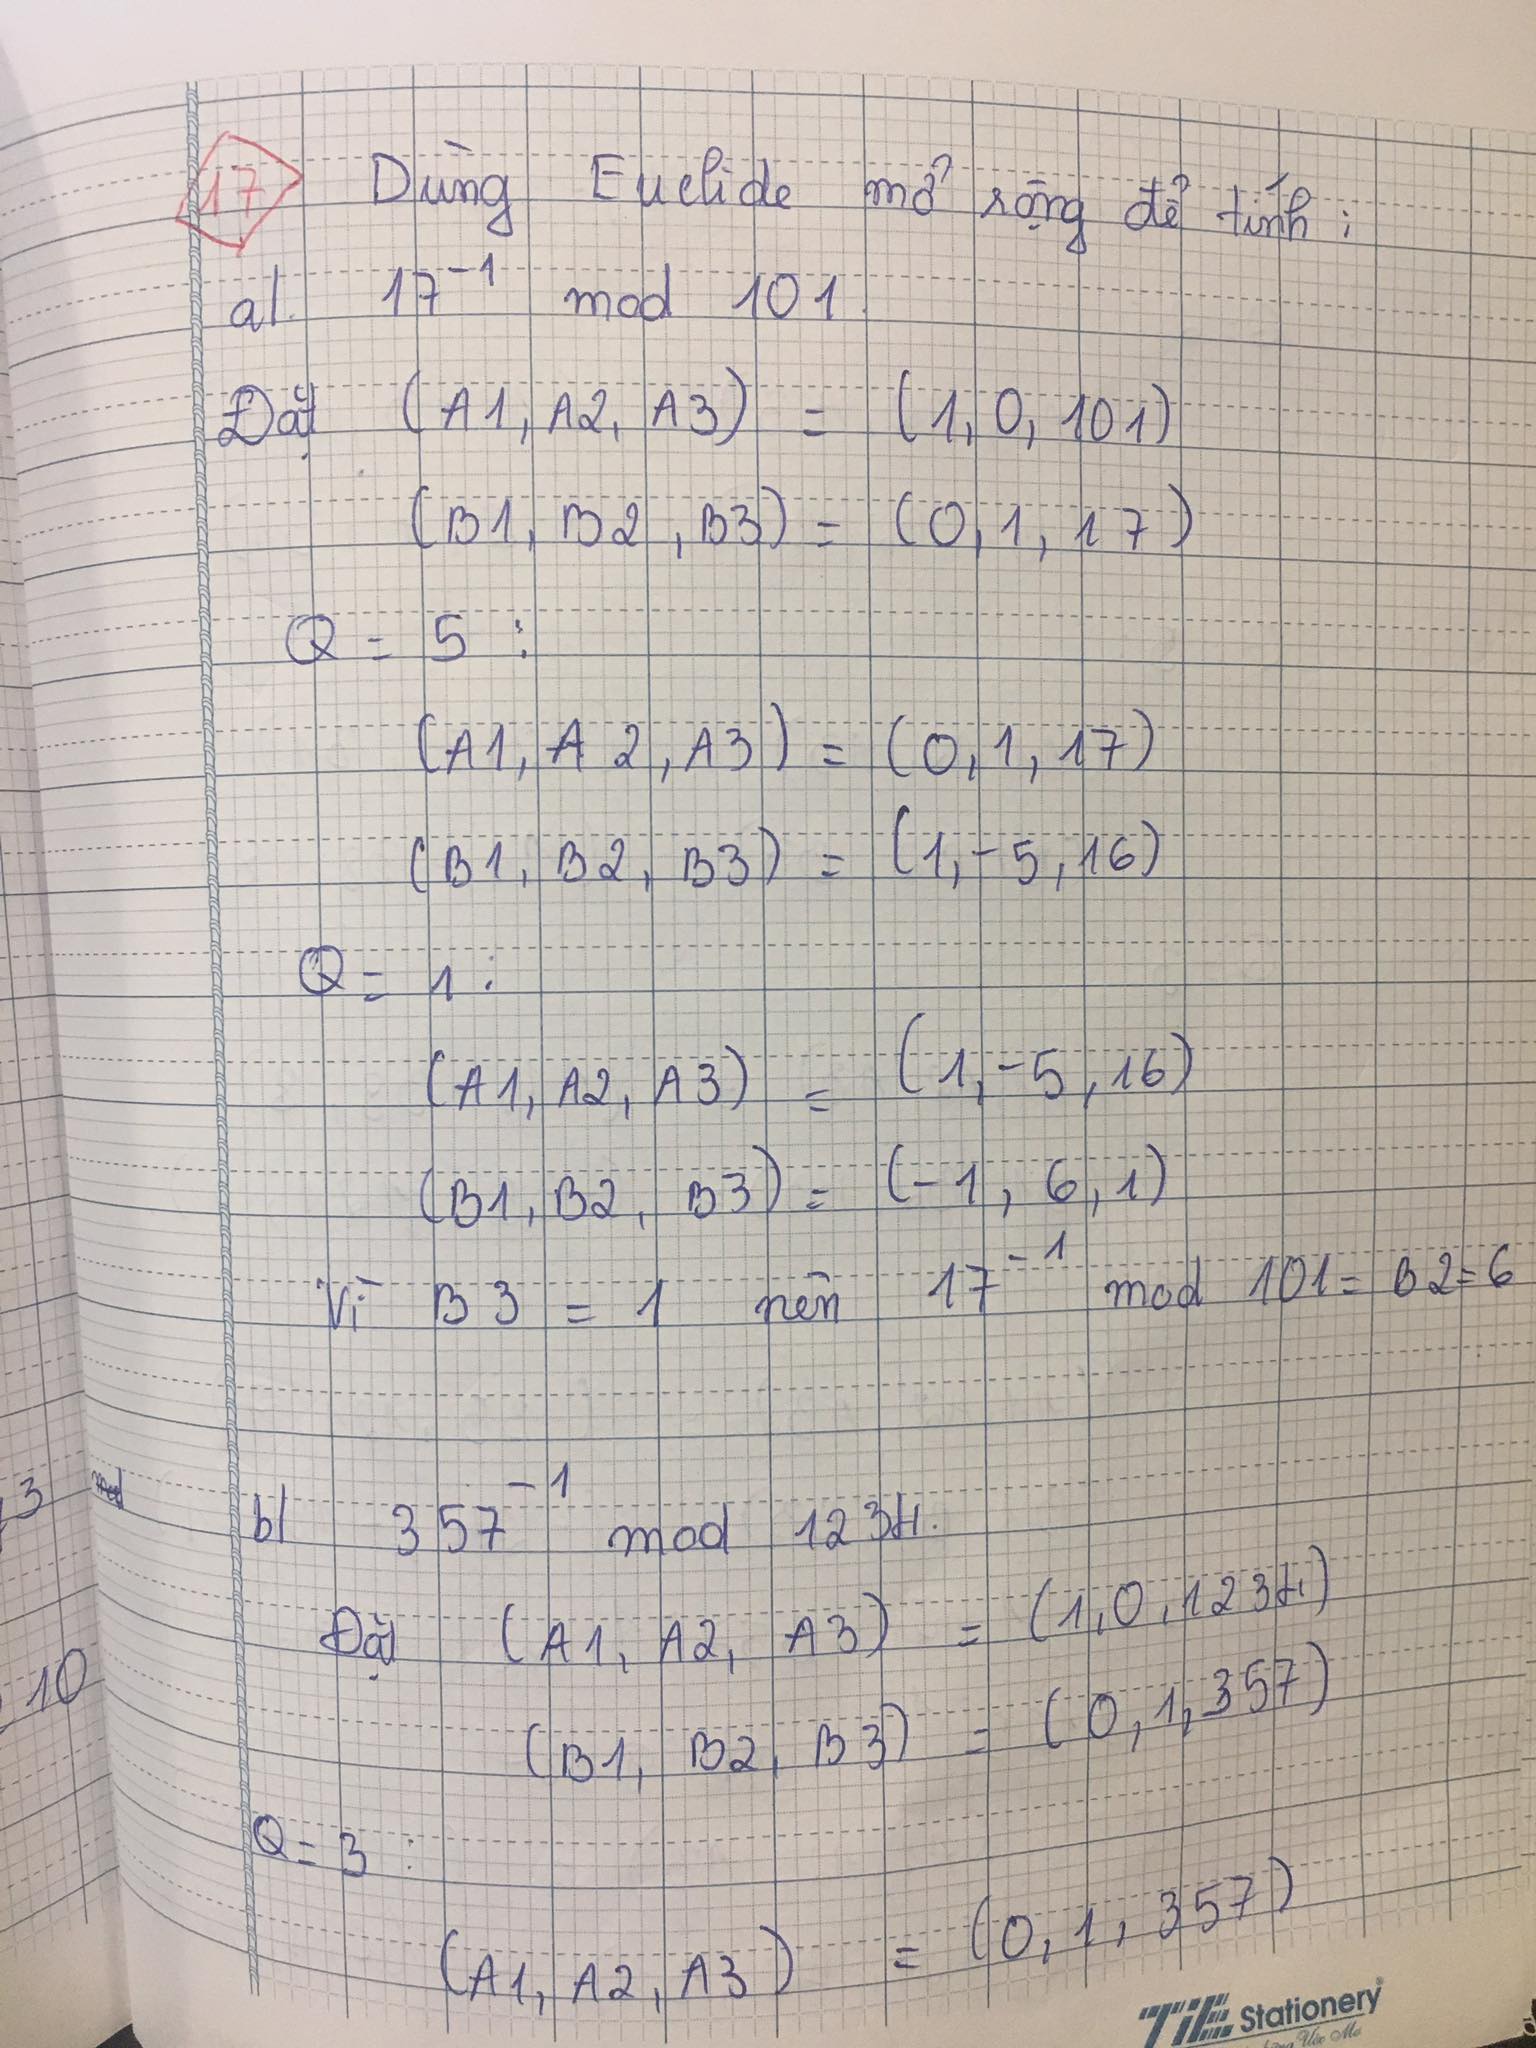 17 Dùng Euclide mở rộng để tính:
a/. 17⁻¹ mod 101.
Đặt (A1, A2, A3) = (1, 0, 101)
(B1, B2, B3) = (0, 1, 17)
Q = 5 :
(A1, A2, A3) = (0, 1, 17)
(B1, B2, B3) = (1, -5, 16)
Q = 1 :
(A1, A2, A3) = (1, -5, 16)
(B1, B2, B3) = (-1, 6, 1)
Vì B3 = 1 nên 17⁻¹ mod 101 = B2 = 6
b/ 357⁻¹ mod 1234.
Đặt (A1, A2, A3) = (1, 0, 1234)
(B1, B2, B3) = (0, 1, 357)
Q = 3 :
(A1, A2, A3) = (0, 1, 357)
3
10
TiE Stationery